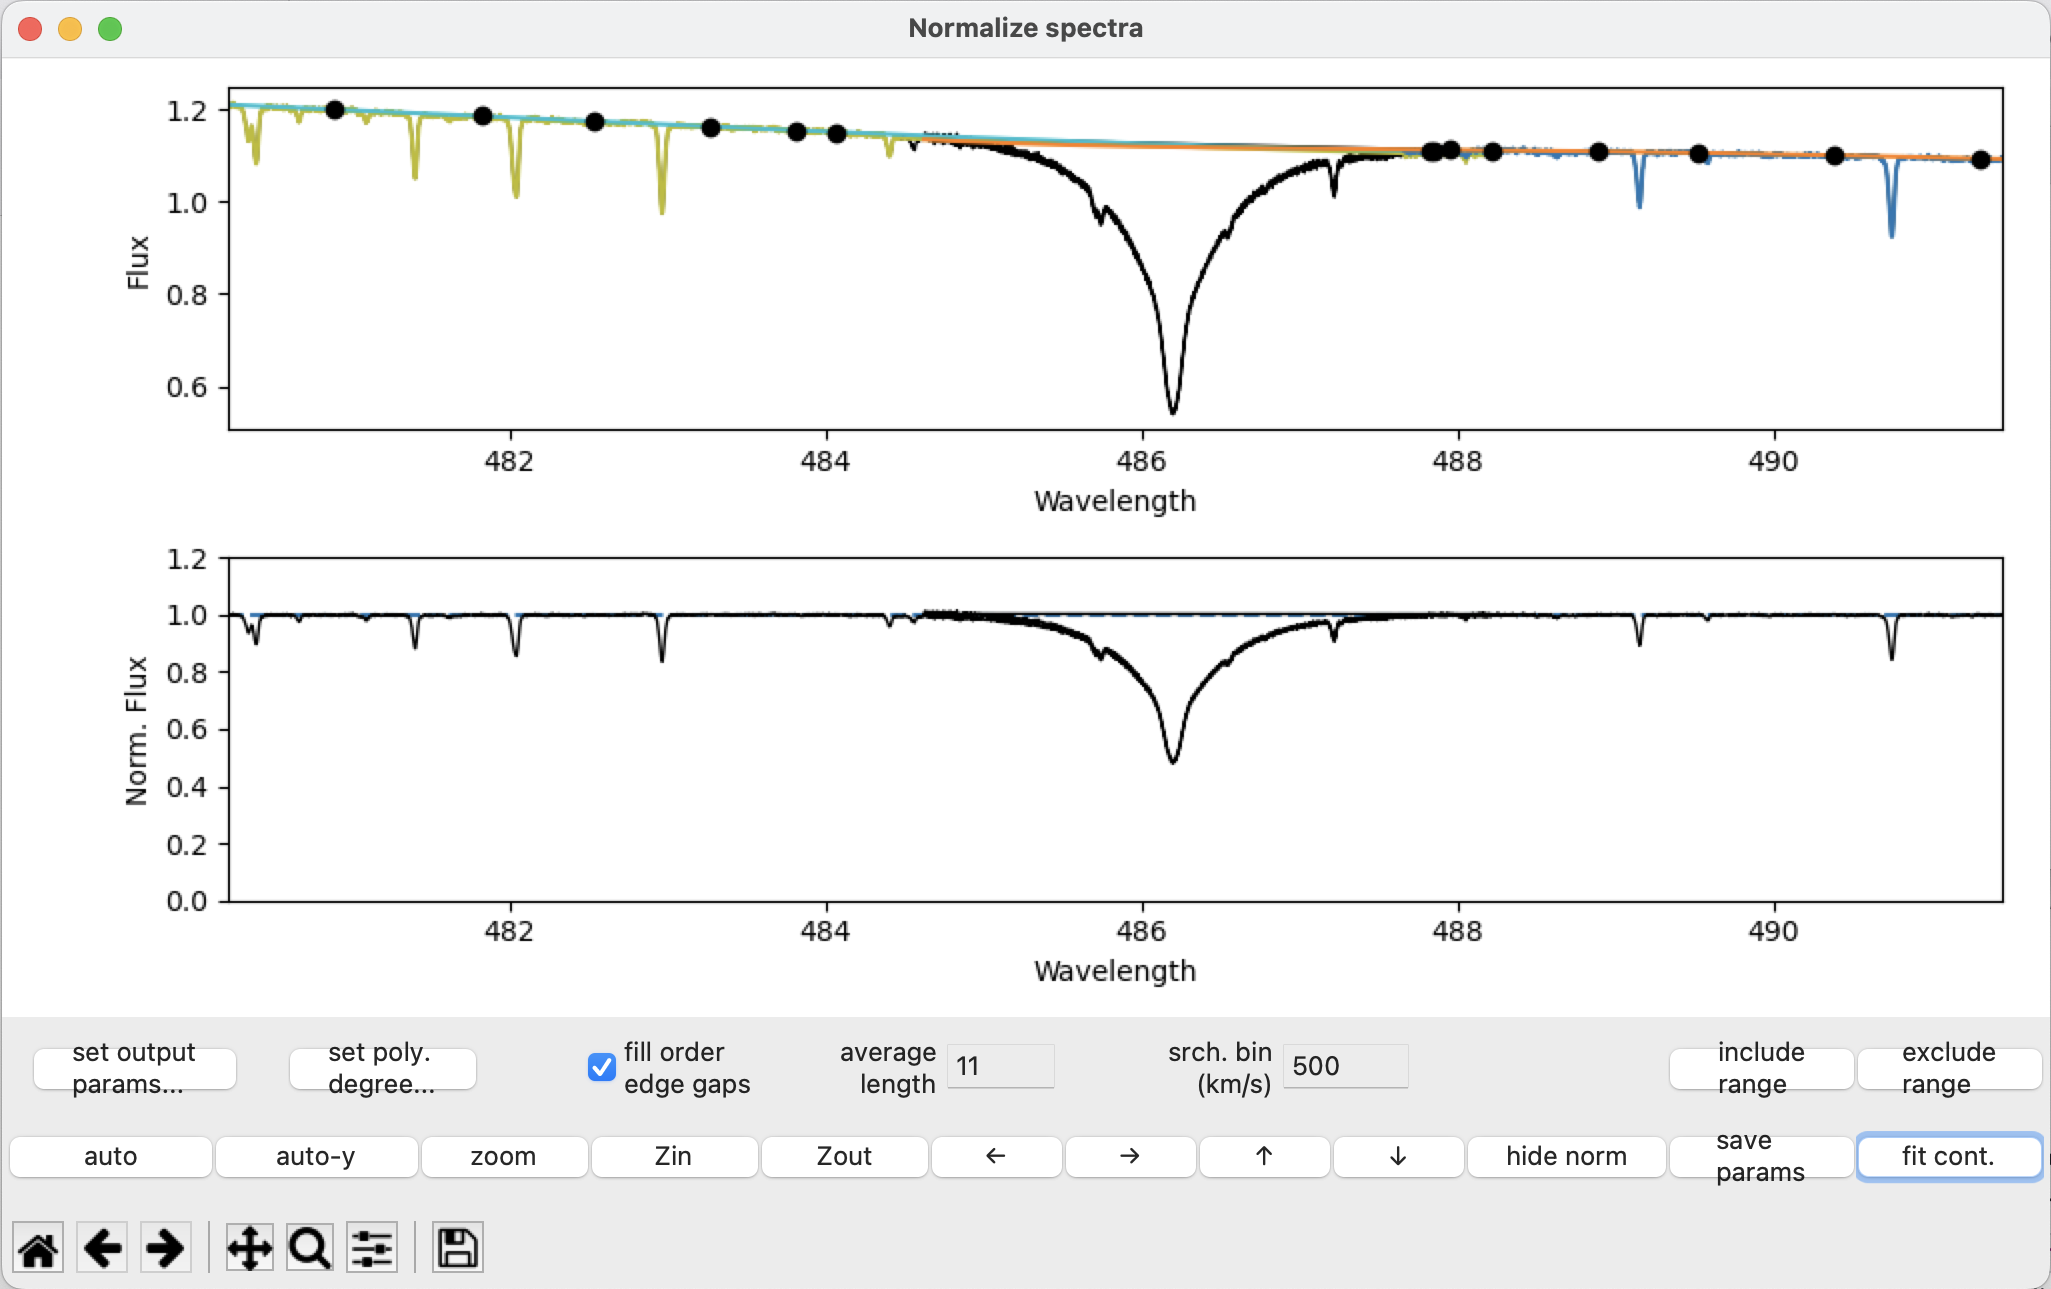 Normalize spectra
1.2
1.0
0.8
0.6
Flux
482 484 486 488 490
Wavelength
1.2
1.0
0.8
0.6
0.4
0.2
0.0
Norm. Flux
482 484 486 488 490
Wavelength
set output
params...
set poly.
degree...
fill order
edge gaps
average
length
11
srch. bin
(km/s)
500
include
range
exclude
range
auto
auto-y
zoom
Zin
Zout
←
→
↑
↓
hide norm
save
params
fit cont.